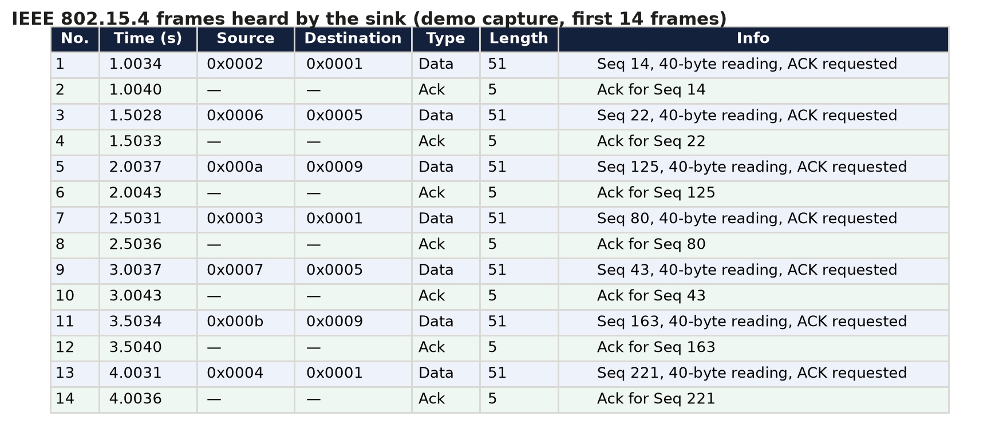 IEEE 802.15.4 frames heard by the sink (demo capture, first 14 frames)
No. Time (s) Source Destination Type Length Info
1 1.0034 0x0002 0x0001 Data 51 Seq 14, 40-byte reading, ACK requested
2 1.0040 — — Ack 5 Ack for Seq 14
3 1.5028 0x0006 0x0005 Data 51 Seq 22, 40-byte reading, ACK requested
4 1.5033 — — Ack 5 Ack for Seq 22
5 2.0037 0x000a 0x0009 Data 51 Seq 125, 40-byte reading, ACK requested
6 2.0043 — — Ack 5 Ack for Seq 125
7 2.5031 0x0003 0x0001 Data 51 Seq 80, 40-byte reading, ACK requested
8 2.5036 — — Ack 5 Ack for Seq 80
9 3.0037 0x0007 0x0005 Data 51 Seq 43, 40-byte reading, ACK requested
10 3.0043 — — Ack 5 Ack for Seq 43
11 3.5034 0x000b 0x0009 Data 51 Seq 163, 40-byte reading, ACK requested
12 3.5040 — — Ack 5 Ack for Seq 163
13 4.0031 0x0004 0x0001 Data 51 Seq 221, 40-byte reading, ACK requested
14 4.0036 — — Ack 5 Ack for Seq 221